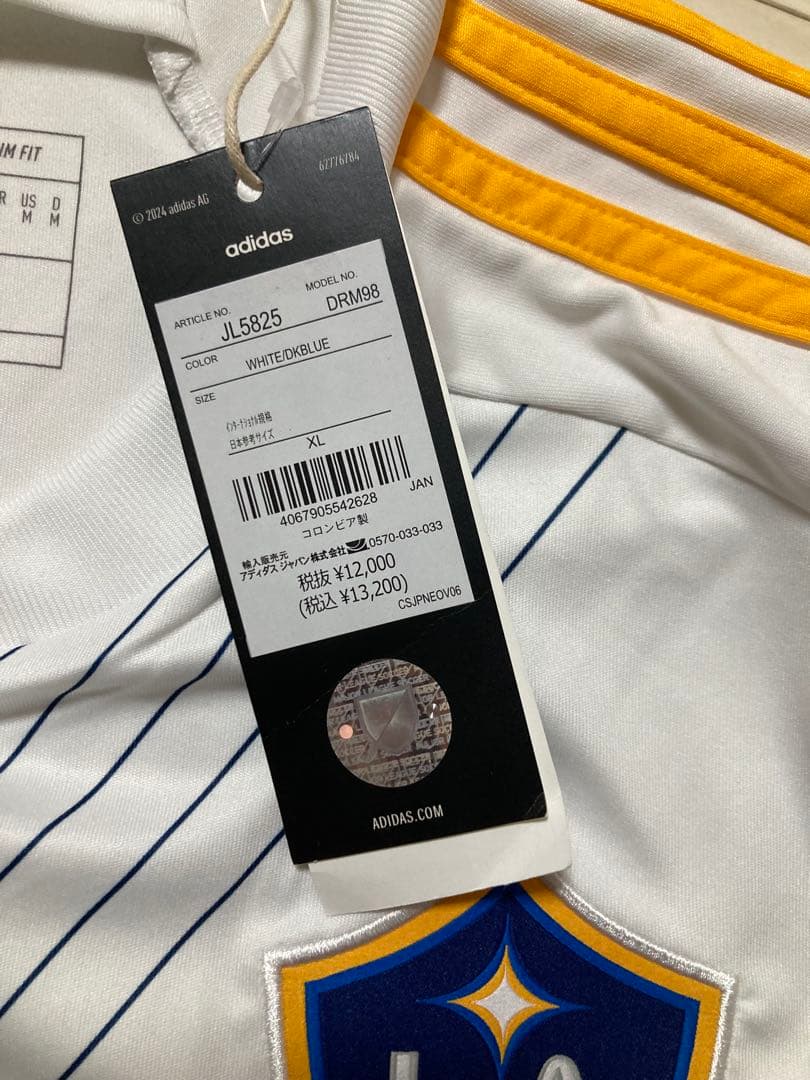 IM FIT
R US D
M M
62776784
© 2024 adidas AG
adidas
ARTICLE NO. MODEL NO.
JL5825 DRM98
COLOR WHITE/DKBLUE
SIZE
インターナショナル規格
日本参考サイズ XL
4067905542628 JAN
コロンビア製
輸入販売元
アディダス ジャパン株式会社 0570-033-033
税抜 ¥12,000
(税込 ¥13,200)
CSJPNEOV06
ADIDAS.COM
LA